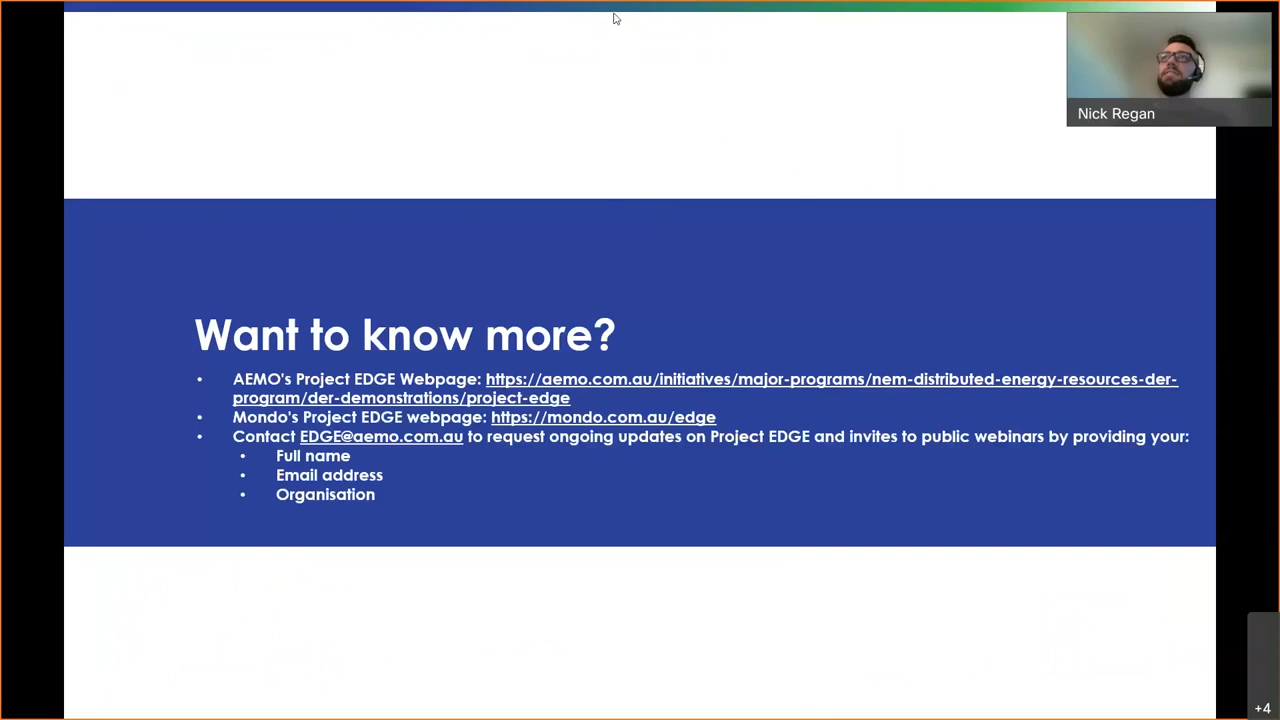 Nick Regan
Want to know more?
• AEMO's Project EDGE Webpage: https://aemo.com.au/initiatives/major-programs/nem-distributed-energy-resources-der-
program/der-demonstrations/project-edge
• Mondo's Project EDGE webpage: https://mondo.com.au/edge
• Contact EDGE@aemo.com.au to request ongoing updates on Project EDGE and invites to public webinars by providing your:
• Full name
• Email address
• Organisation
+4